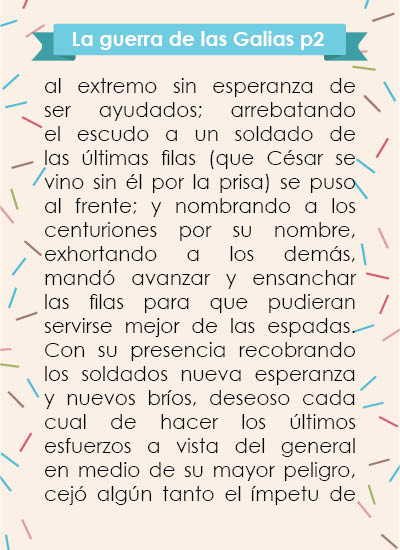 La guerra de las Galias p2
al extremo sin esperanza de
ser ayudados; arrebatando
el escudo a un soldado de
las últimas filas (que César se
vino sin él por la prisa) se puso
al frente; y nombrando a los
centuriones por su nombre,
exhortando a los demás,
mandó avanzar y ensanchar
las filas para que pudieran
servirse mejor de las espadas.
Con su presencia recobrando
los soldados nueva esperanza
y nuevos bríos, deseoso cada
cual de hacer los últimos
esfuerzos a vista del general
en medio de su mayor peligro,
cejó algún tanto el ímpetu de